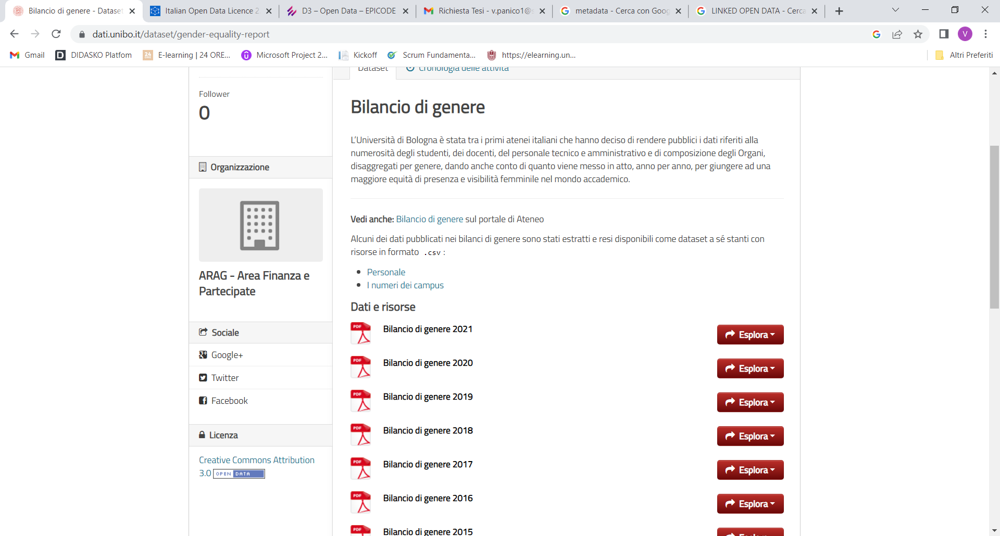 Bilancio di genere - Dataset
Italian Open Data Licence 2
D3 – Open Data – EPICODE
Richiesta Tesi - v.panico1@s
metadata - Cerca con Goog
LINKED OPEN DATA - Cerca
dati.unibo.it/dataset/gender-equality-report
V
Gmail
DIDASKO Platfom
24 ORE
E-learning | 24 ORE...
Microsoft Project 2...
Kickoff
Scrum Fundamenta...
https://elearning.un...
Altri Preferiti
Dataset
Cronologia delle attività
Follower
0
Organizzazione
ARAG - Area Finanza e
Partecipate
Sociale
Google+
Twitter
Facebook
Licenza
Creative Commons Attribution
3.0 OPEN DATA
Bilancio di genere
L'Università di Bologna è stata tra i primi atenei italiani che hanno deciso di rendere pubblici i dati riferiti alla
numerosità degli studenti, dei docenti, del personale tecnico e amministrativo e di composizione degli Organi,
disaggregati per genere, dando anche conto di quanto viene messo in atto, anno per anno, per giungere ad una
maggiore equità di presenza e visibilità femminile nel mondo accademico.
Vedi anche: Bilancio di genere sul portale di Ateneo
Alcuni dei dati pubblicati nei bilanci di genere sono stati estratti e resi disponibili come dataset a sé stanti con
risorse in formato .csv :
Personale
I numeri dei campus
Dati e risorse
PDF Bilancio di genere 2021 Esplora
PDF Bilancio di genere 2020 Esplora
PDF Bilancio di genere 2019 Esplora
PDF Bilancio di genere 2018 Esplora
PDF Bilancio di genere 2017 Esplora
PDF Bilancio di genere 2016 Esplora
PDF Bilancio di genere 2015 Esplora